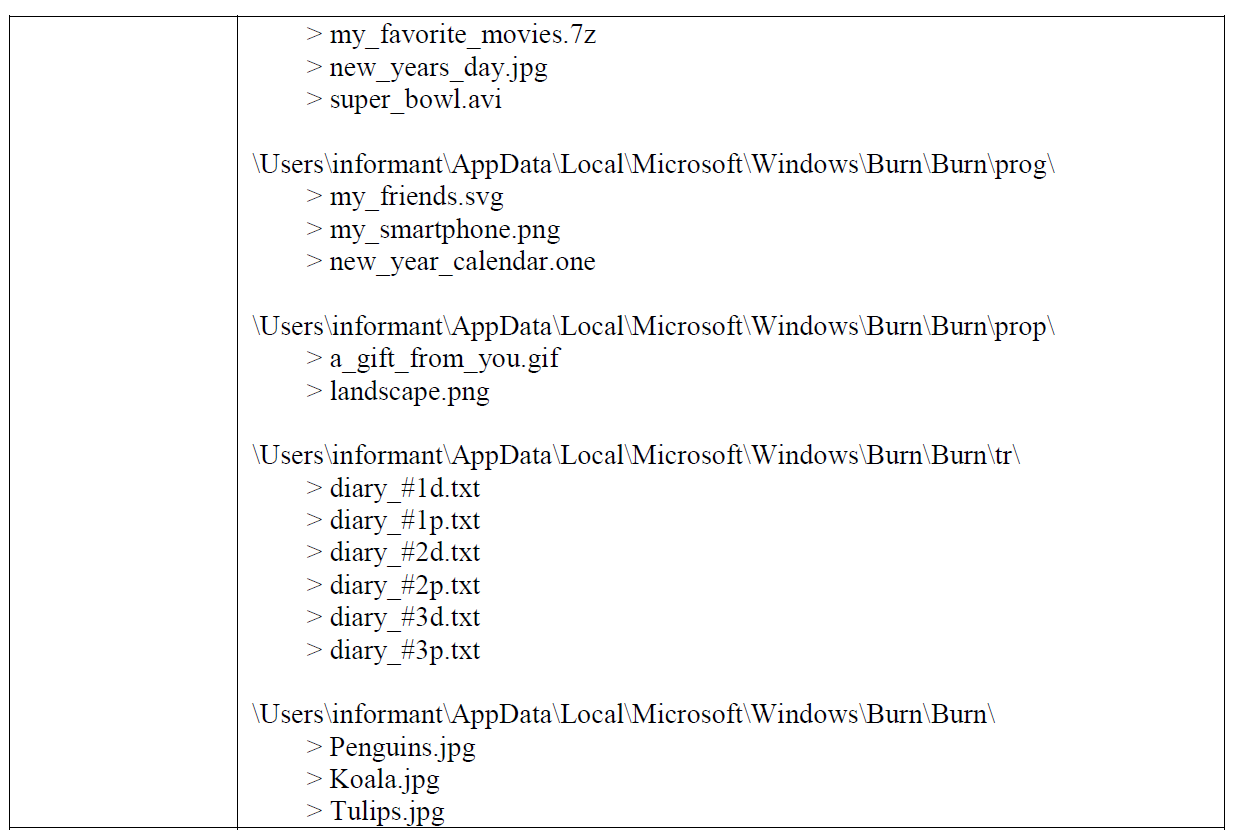 > my_favorite_movies.7z
> new_years_day.jpg
> super_bowl.avi
\Users\informant\AppData\Local\Microsoft\Windows\Burn\Burn\prog\
> my_friends.svg
> my_smartphone.png
> new_year_calendar.one
\Users\informant\AppData\Local\Microsoft\Windows\Burn\Burn\prop\
> a_gift_from_you.gif
> landscape.png
\Users\informant\AppData\Local\Microsoft\Windows\Burn\Burn\tr\
> diary_#1d.txt
> diary_#1p.txt
> diary_#2d.txt
> diary_#2p.txt
> diary_#3d.txt
> diary_#3p.txt
\Users\informant\AppData\Local\Microsoft\Windows\Burn\Burn\
> Penguins.jpg
> Koala.jpg
> Tulips.jpg